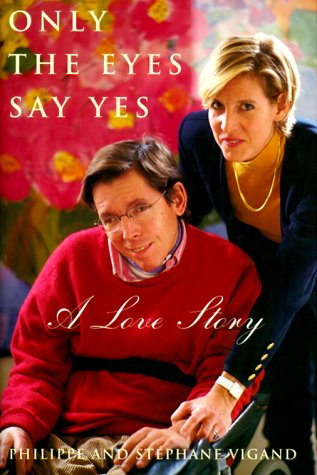 ONLY
THE EYES
SAY YES
A Love Story
PHILIPPE AND STÉPHANE VIGAND